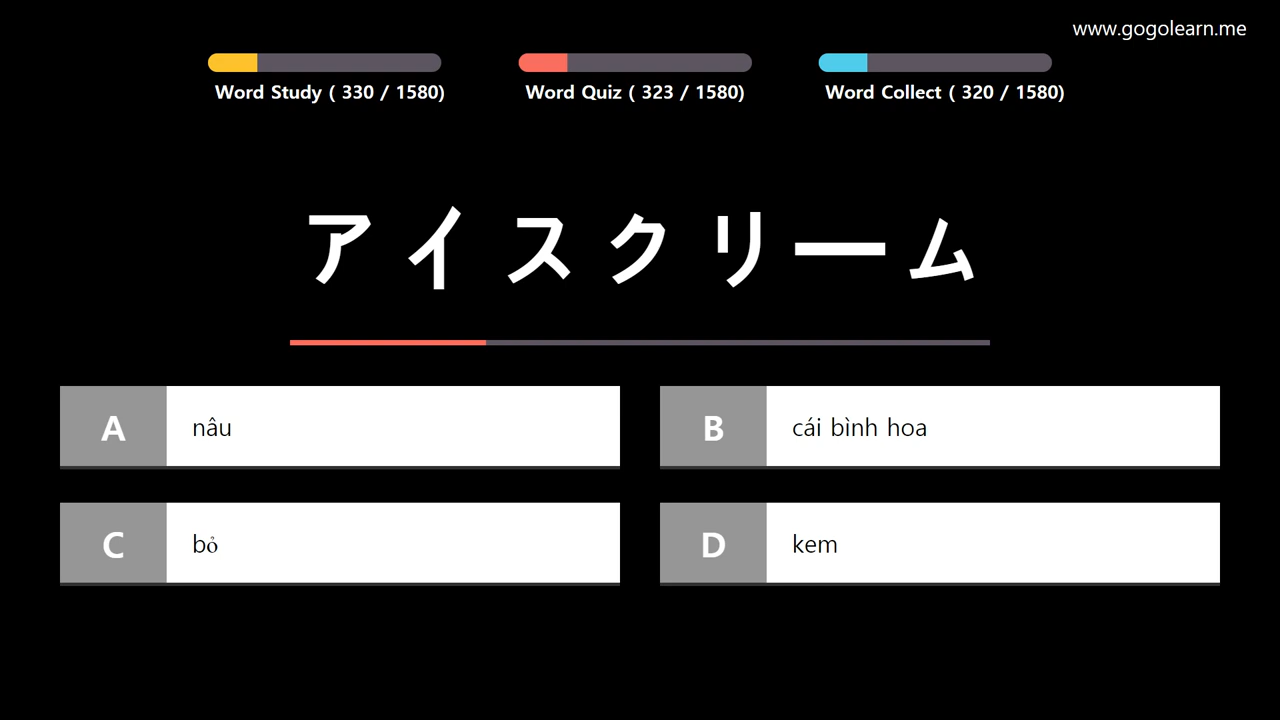 www.gogolearn.me
Word Study ( 330 / 1580)
Word Quiz ( 323 / 1580)
Word Collect ( 320 / 1580)
アイスクリーム
A nâu
B cái bình hoa
C bỏ
D kem